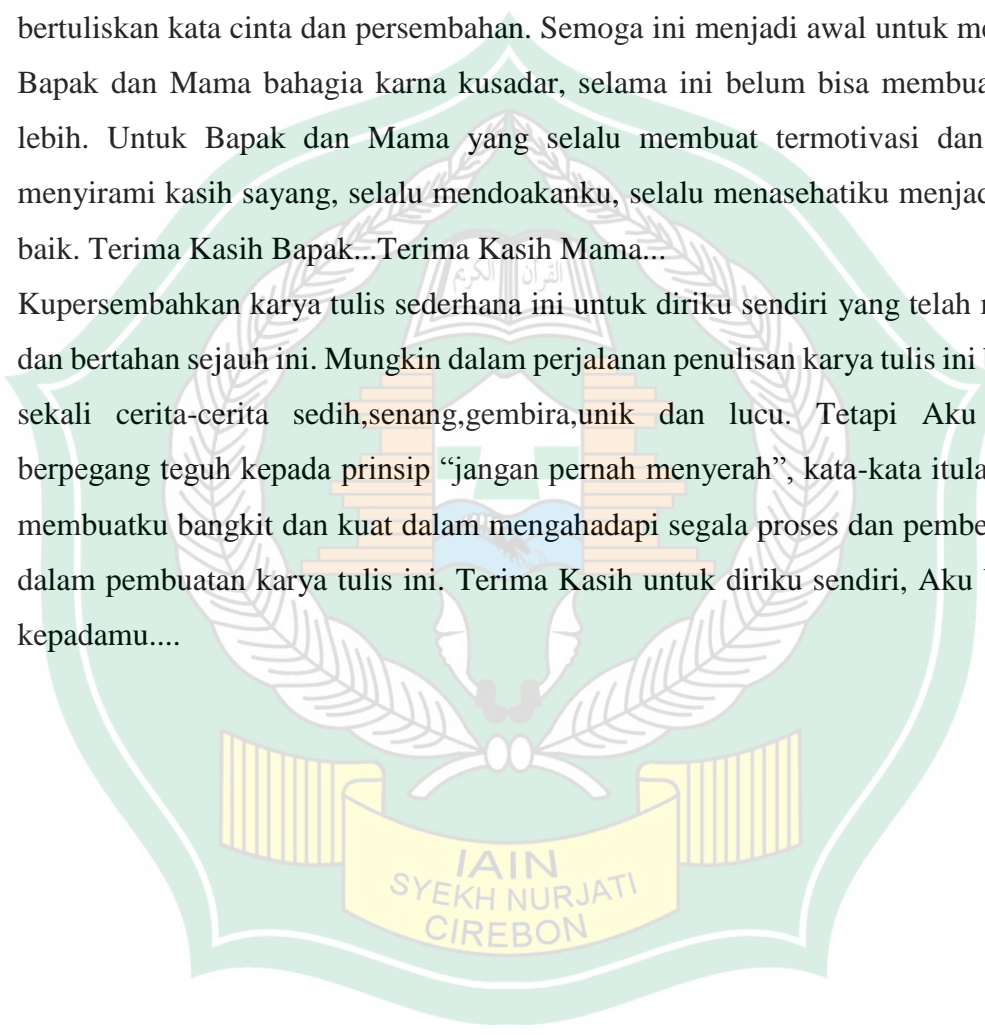 bertuliskan kata cinta dan persembahan. Semoga ini menjadi awal untuk me
Bapak dan Mama bahagia karna kusadar, selama ini belum bisa membua
lebih. Untuk Bapak dan Mama yang selalu membuat termotivasi dan
menyirami kasih sayang, selalu mendoakanku, selalu menasehatiku menjad
baik. Terima Kasih Bapak...Terima Kasih Mama...
القرآن الكريم
Kupersembahkan karya tulis sederhana ini untuk diriku sendiri yang telah
dan bertahan sejauh ini. Mungkin dalam perjalanan penulisan karya tulis ini
sekali cerita-cerita sedih,senang,gembira,unik dan lucu. Tetapi Aku
berpegang teguh kepada prinsip “jangan pernah menyerah”, kata-kata itula
membuatku bangkit dan kuat dalam mengahadapi segala proses dan pembe
dalam pembuatan karya tulis ini. Terima Kasih untuk diriku sendiri, Aku
kepadamu....
IAIN
SYEKH NURJATI
CIREBON